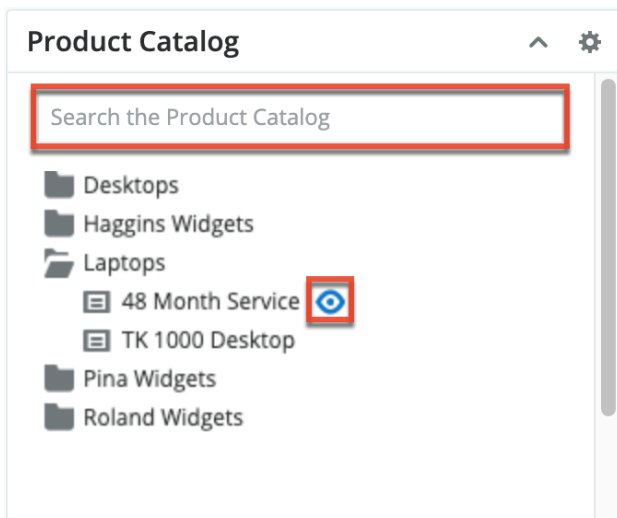 Product Catalog
Search the Product Catalog
Desktops
Haggins Widgets
Laptops
48 Month Service
TK 1000 Desktop
Pina Widgets
Roland Widgets